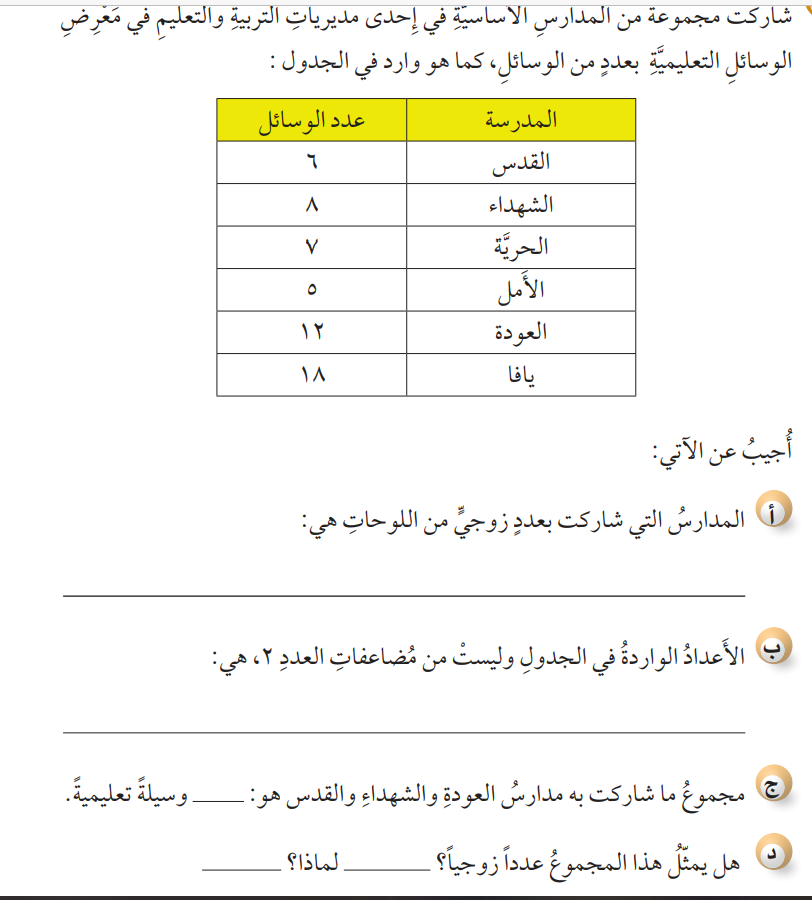 شاركت مجموعة من المدارسِ الأساسيَّةِ في إحدى مديرياتِ التربيةِ والتعليمِ في مَعْرِضِ
الوسائلِ التعليميَّةِ بعددٍ من الوسائلِ، كما هو وارد في الجدول :
المدرسة عدد الوسائل
القدس ٦
الشهداء ٨
الحريَّة ٧
الأَمل ٥
العودة ١٢
يافا ١٨
أُجيبُ عن الآتي:
أ المدارسُ التي شاركت بعددٍ زوجيٍّ من اللوحاتِ هي:
ب الأَعدادُ الواردةُ في الجدولِ وليستْ من مُضاعفاتِ العددِ ٢، هي:
ج مجموعُ ما شاركت به مدارسُ العودةِ والشهداءِ والقدس هو: ____ وسيلةً تعليميةً.
د هل يمثّلُ هذا المجموعُ عدداً زوجياً؟ _______ لماذا؟ _______